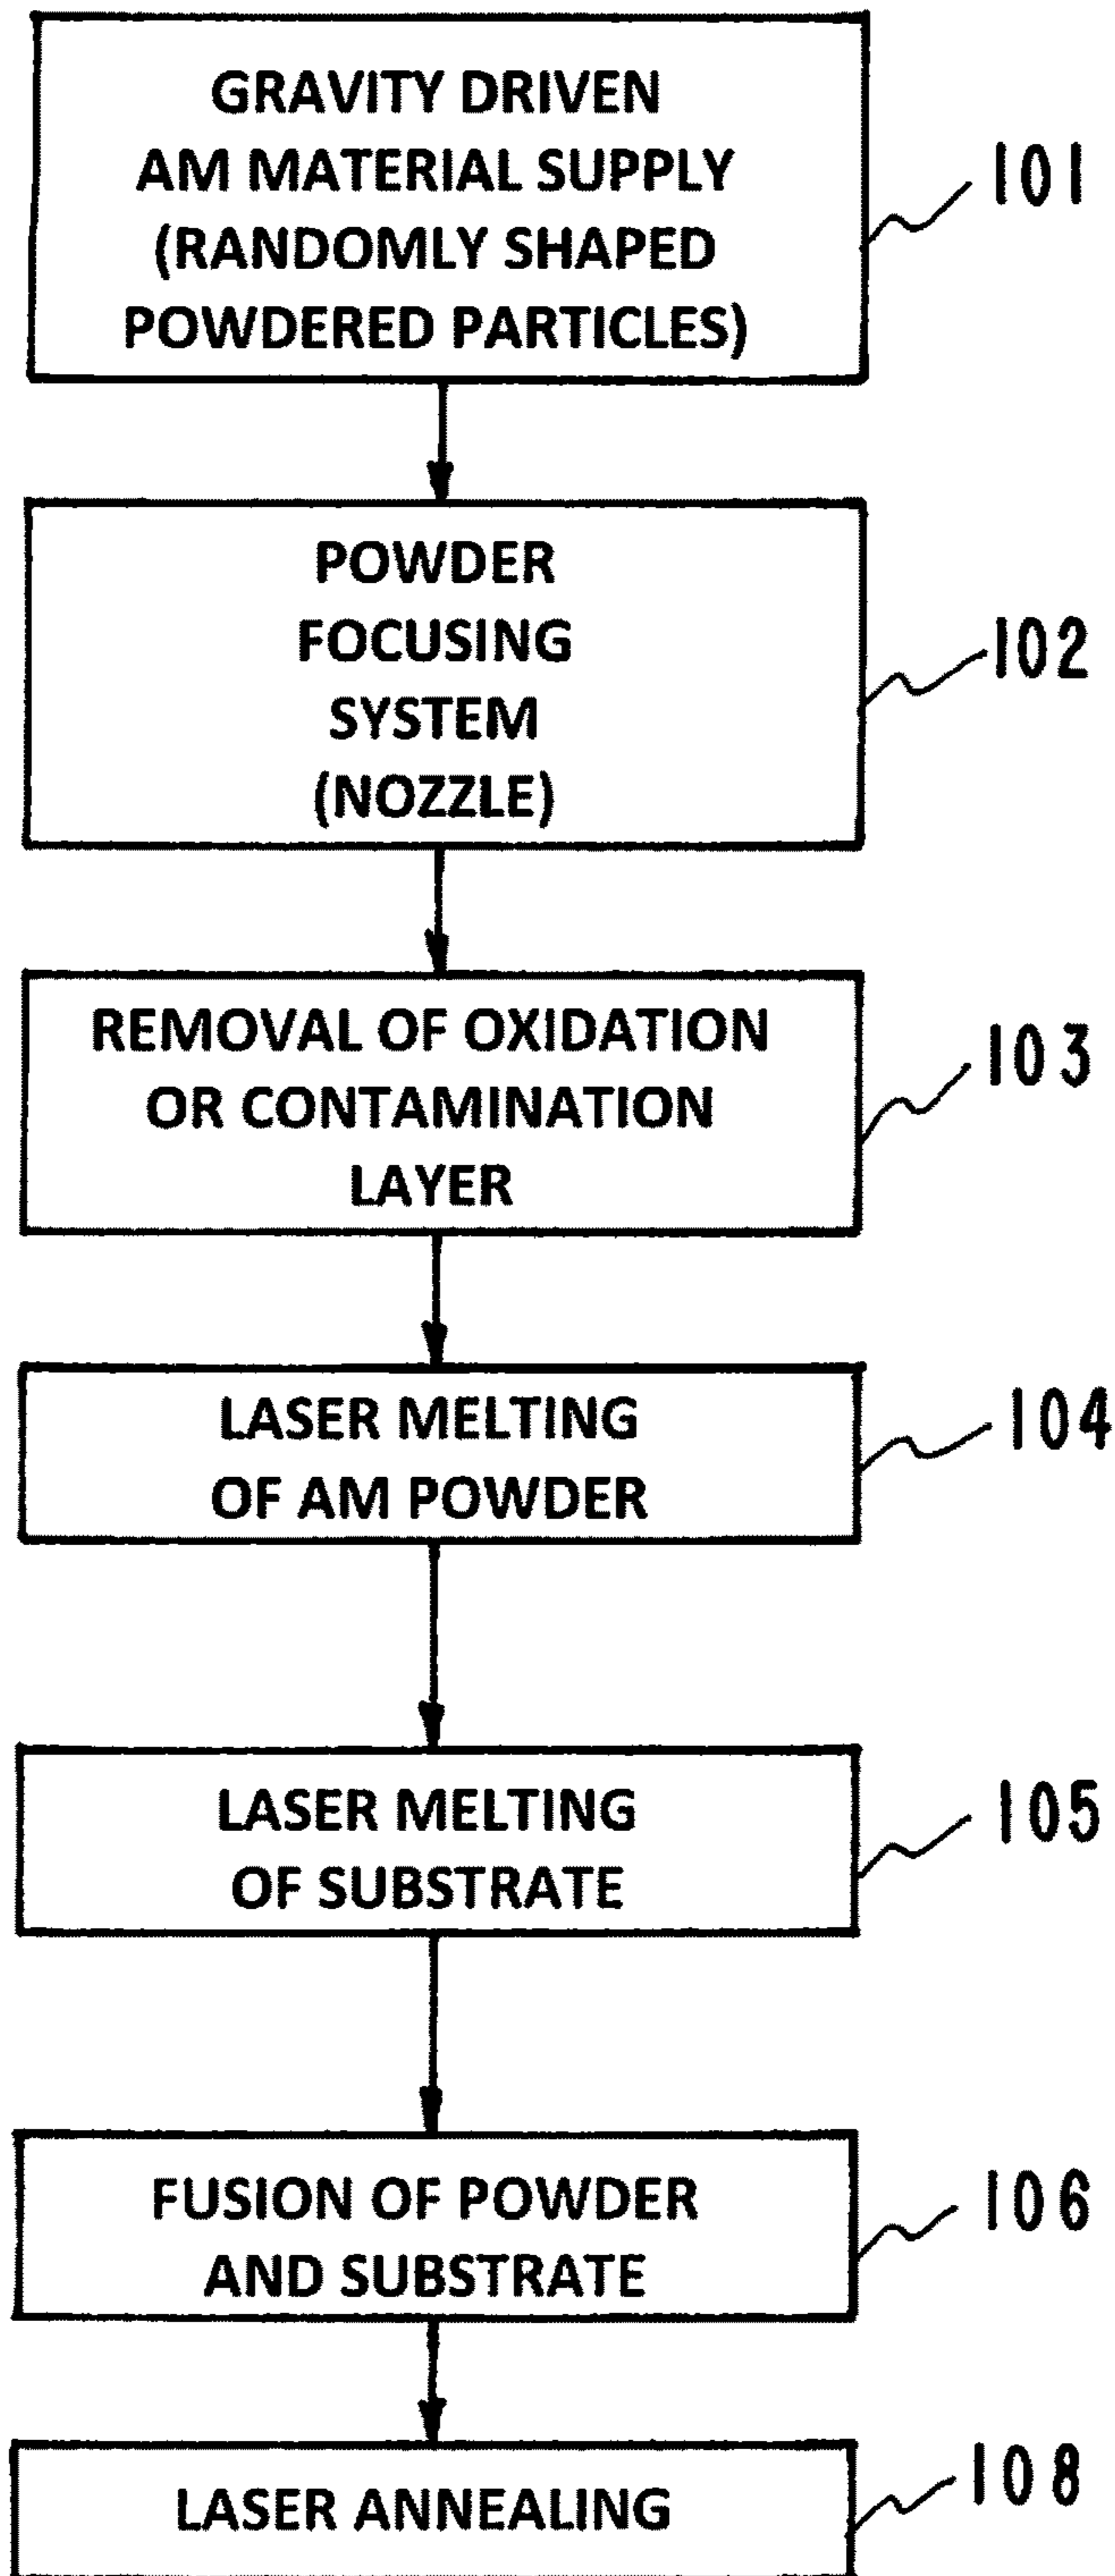 GRAVITY DRIVEN
AM MATERIAL SUPPLY
(RANDOMLY SHAPED
POWDERED PARTICLES)
101
POWDER
FOCUSING
SYSTEM
(NOZZLE)
102
REMOVAL OF OXIDATION
OR CONTAMINATION
LAYER
103
LASER MELTING
OF AM POWDER
104
LASER MELTING
OF SUBSTRATE
105
FUSION OF POWDER
AND SUBSTRATE
106
LASER ANNEALING
108